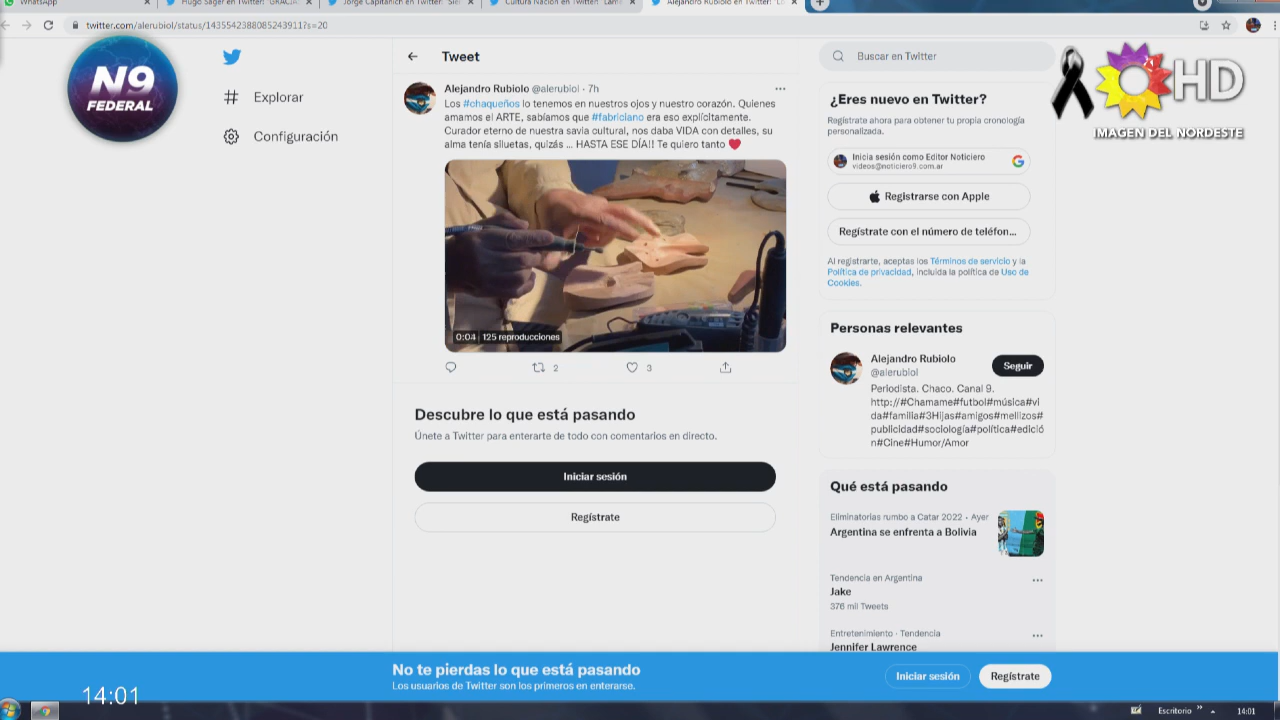 WhatsApp
Hugo Sager en Twitter: "GRACIA
Jorge Capitanich en Twitter: "Sie
Cultura Nación en Twitter: "Lam
Alejandro Rubiolo en Twitter: "Lo
twitter.com/alerubiol/status/1435542388085243911?s=20
N9
FEDERAL
Explorar
Configuración
Tweet
Alejandro Rubiolo @alerubiol · 7h
Los #chaqueños lo tenemos en nuestros ojos y nuestro corazón. Quienes
amamos el ARTE, sabíamos que #fabriciano era eso explícitamente.
Curador eterno de nuestra savia cultural, nos daba VIDA con detalles, su
alma tenía siluetas, quizás ... HASTA ESE DÍA!! Te quiero tanto ❤️
0:04 | 125 reproducciones
2
3
Descubre lo que está pasando
Únete a Twitter para enterarte de todo con comentarios en directo.
Iniciar sesión
Regístrate
Buscar en Twitter
HD
IMAGEN DEL NORDESTE
¿Eres nuevo en Twitter?
Regístrate ahora para obtener tu propia cronología
personalizada.
Inicia sesión como Editor Noticiero
videos@noticiero9.com.ar
Registrarse con Apple
Regístrate con el número de teléfon...
Al registrarte, aceptas los Términos de servicio y la
Política de privacidad, incluida la política de Uso de
Cookies.
Personas relevantes
Alejandro Rubiolo
@alerubiol
Seguir
Periodista. Chaco. Canal 9.
http://#Chamame#futbol#música#vi
da#familia#3Hijas#amigos#mellizos#
publicidad#sociología#política#edició
n#Cine#Humor/Amor
Qué está pasando
Eliminatorias rumbo a Catar 2022 · Ayer
Argentina se enfrenta a Bolivia
Tendencia en Argentina
Jake
376 mil Tweets
Entretenimiento · Tendencia
Jennifer Lawrence
No te pierdas lo que está pasando
Los usuarios de Twitter son los primeros en enterarse.
Iniciar sesión
Regístrate
14:01
Escritorio
14:01